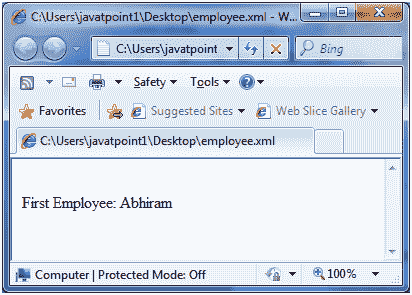 C:\Users\javatpoint1\Desktop\employee.xml - W...
C:\Users\javatpoint
Bing
Safety
Tools
Favorites
Suggested Sites
Web Slice Gallery
C:\Users\javatpoint1\Desktop\employee.xml
First Employee: Abhiram
Computer | Protected Mode: Off
100%